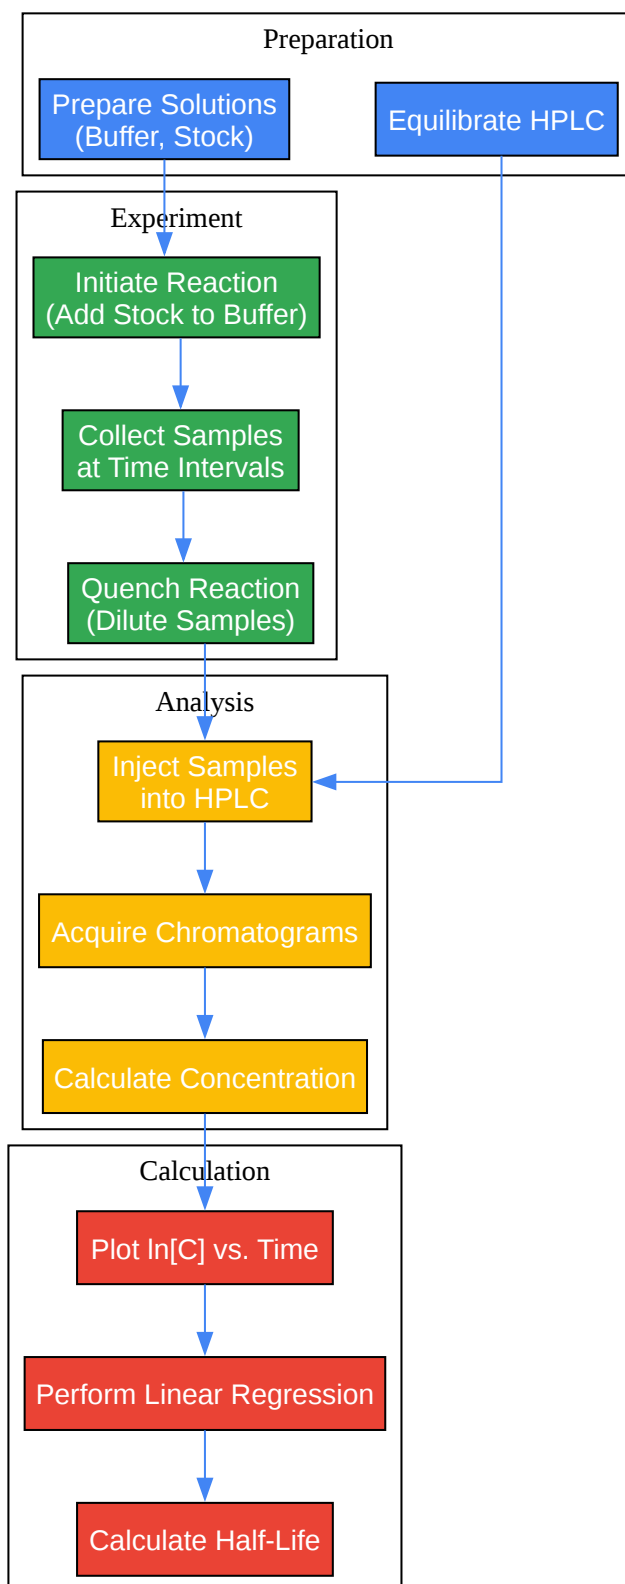 Preparation
Prepare Solutions
(Buffer, Stock)
Equilibrate HPLC
Experiment
Initiate Reaction
(Add Stock to Buffer)
Collect Samples
at Time Intervals
Quench Reaction
(Dilute Samples)
Analysis
Inject Samples
into HPLC
Acquire Chromatograms
Calculate Concentration
Calculation
Plot ln[C] vs. Time
Perform Linear Regression
Calculate Half-Life